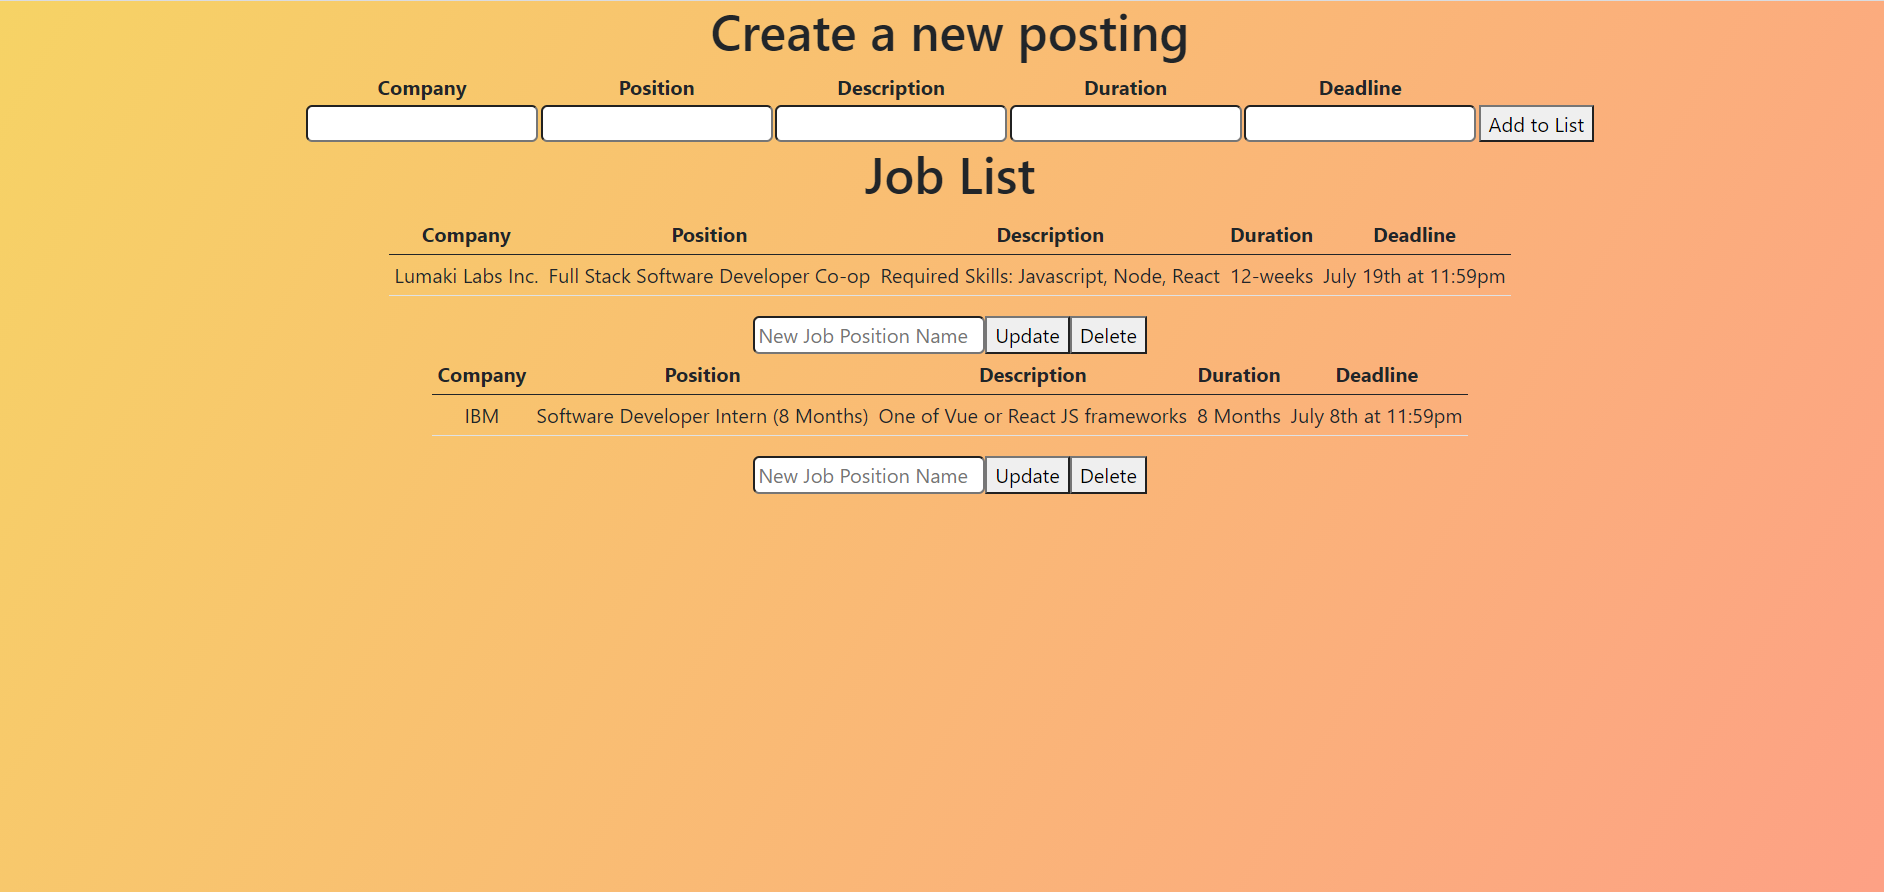 Create a new posting
Company Position Description Duration Deadline
Add to List
Job List
Company Position Description Duration Deadline
Lumaki Labs Inc. Full Stack Software Developer Co-op Required Skills: Javascript, Node, React 12-weeks July 19th at 11:59pm
New Job Position Name Update Delete
Company Position Description Duration Deadline
IBM Software Developer Intern (8 Months) One of Vue or React JS frameworks 8 Months July 8th at 11:59pm
New Job Position Name Update Delete